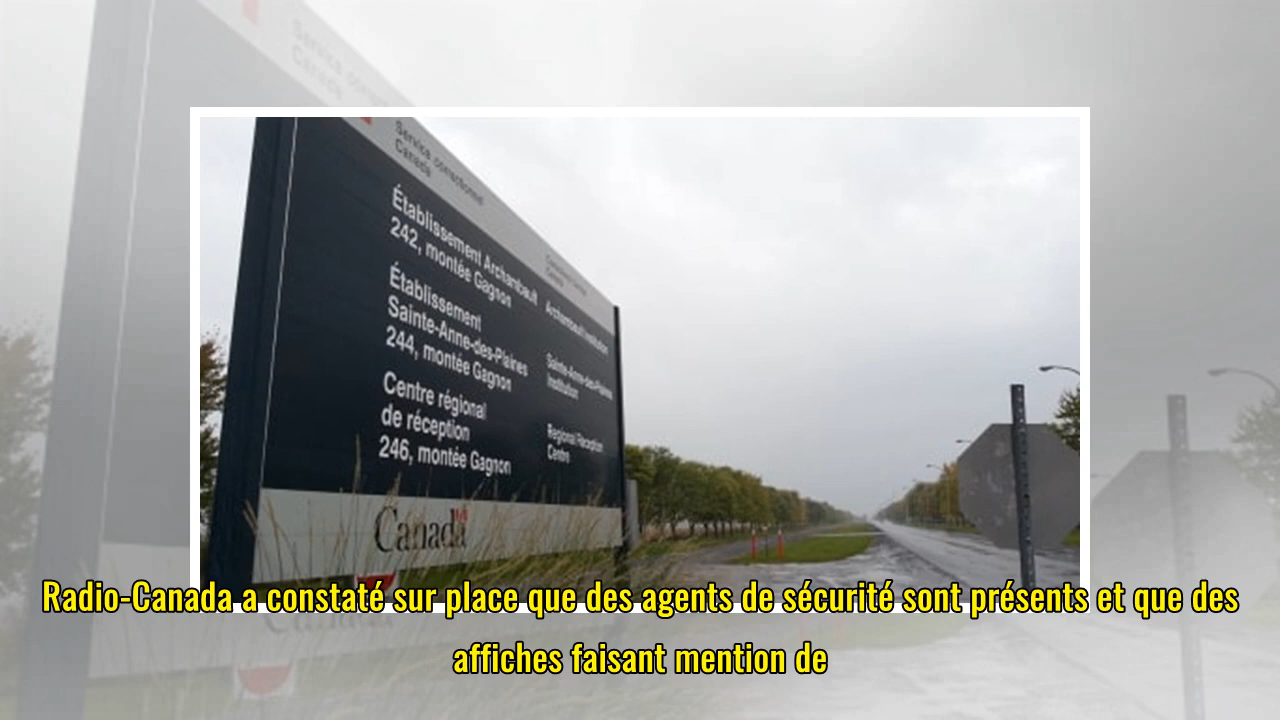 Service correctionnel
Canada
Établissement Archambault
242, montée Gagnon
Établissement
Sainte-Anne-des-Plaines
244, montée Gagnon
Centre régional
de réception
246, montée Gagnon
Archambault Institution
Sainte-Anne-des-Plaines
Institution
Regional Reception
Centre
Canada
Radio-Canada a constaté sur place que des agents de sécurité sont présents et que des
affiches faisant mention de